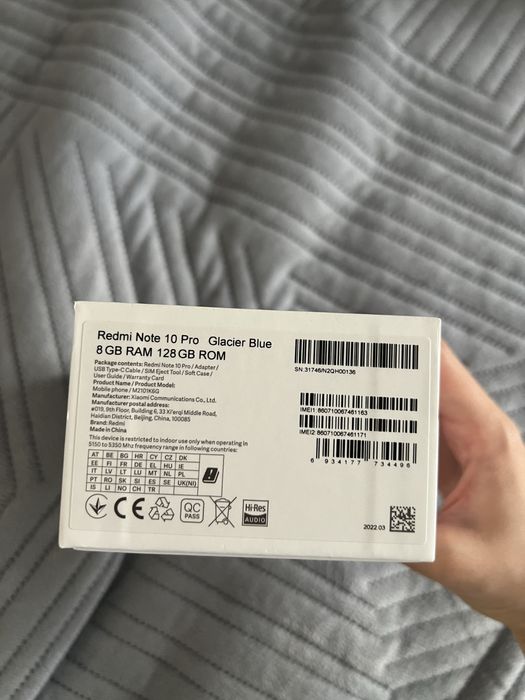 Redmi Note 10 Pro Glacier Blue
8 GB RAM 128 GB ROM
Package contents: Redmi Note 10 Pro / Adapter /
USB Type-C Cable / SIM Eject Tool / Soft Case /
User Guide / Warranty Card
Product Name / Product Model:
Mobile phone / M2101K6G
Manufacturer: Xiaomi Communications Co., Ltd.
Manufacturer postal address:
#019, 9th Floor, Building 6, 33 Xi'erqi Middle Road,
Haidian District, Beijing, China, 100085
Brand: Redmi
Made in China
This device is restricted to indoor use only when operating in
5150 to 5350 Mhz frequency range in following countries:
AT BE BG HR CY CZ DK
EE FI FR DE EL HU IE
IT LV LT LU MT NL PL
PT RO SK SI ES SE UK(NI)
IS LI NO CH TR
CE
QC
PASS
Hi-Res
AUDIO
SN:31746/N2QH00136
IMEI1: 860710067461163
IMEI2: 860710067461171
6 934177 734496
2022.03